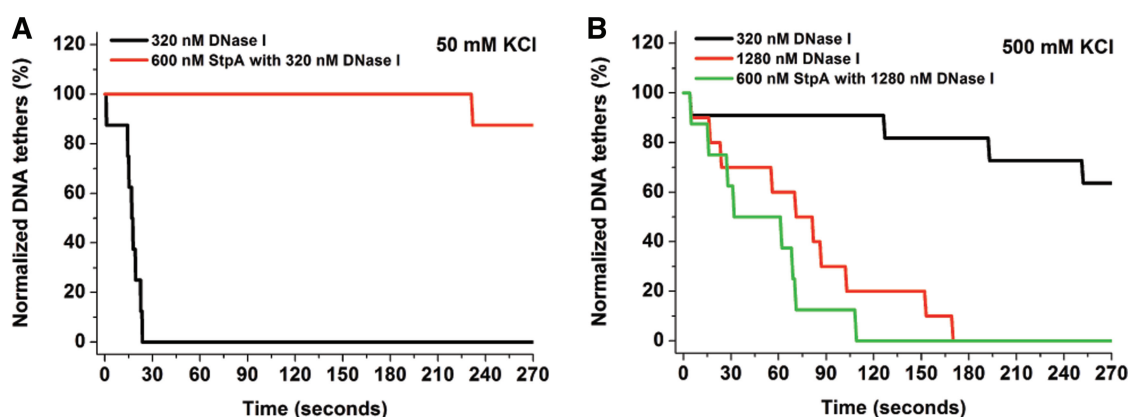 A
320 nM DNase I
600 nM StpA with 320 nM DNase I
50 mM KCl
Normalized DNA tethers (%)
120
100
80
60
40
20
0
0 30 60 90 120 150 180 210 240 270
Time (seconds)
B
320 nM DNase I
1280 nM DNase I
600 nM StpA with 1280 nM DNase I
500 mM KCl
Normalized DNA tethers (%)
120
100
80
60
40
20
0
0 30 60 90 120 150 180 210 240 270
Time (seconds)